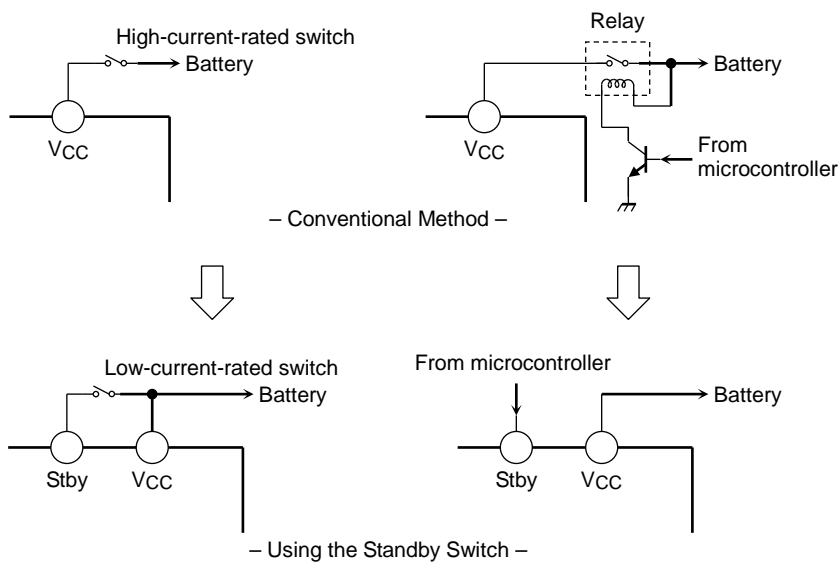 High-current-rated switch
Battery
VCC
Relay
Battery
VCC
From
microcontroller
– Conventional Method –
Low-current-rated switch
Battery
Stby
VCC
From microcontroller
Battery
Stby
VCC
– Using the Standby Switch –